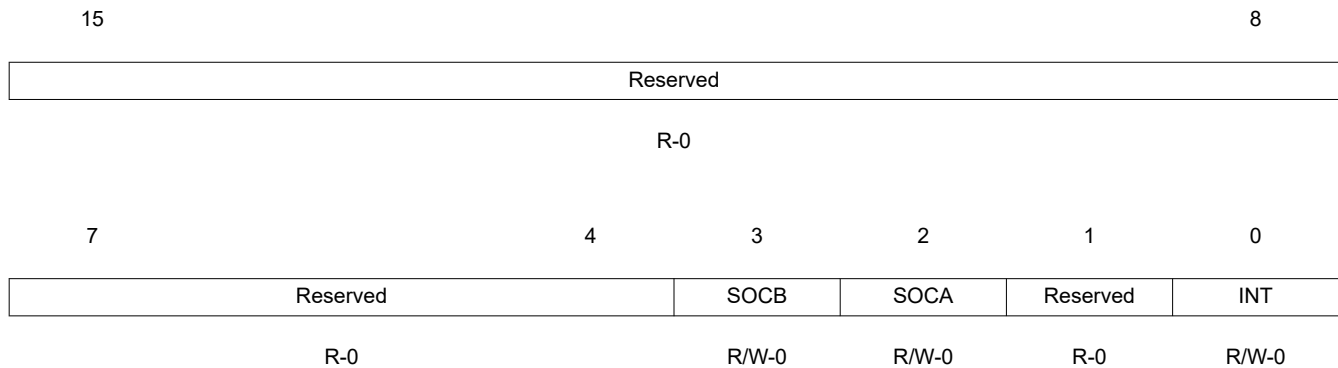 15 8
Reserved
R-0
7 4 3 2 1 0
Reserved SOCB SOCA Reserved INT
R-0 R/W-0 R/W-0 R-0 R/W-0